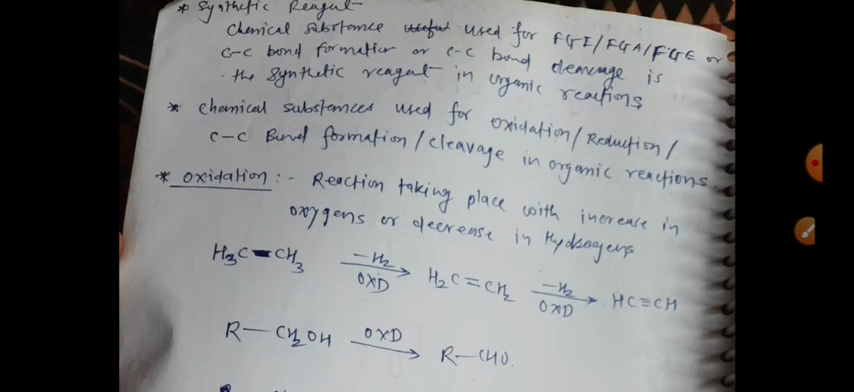 * Synthetic Reagent
Chemical substance used for FGI/FGA/FGE or
C-C bond formation or C-C bond cleavage is
the synthetic reagent in organic reactions
* Chemical substances used for oxidation/Reduction/
C-C Bond formation/cleavage in organic reactions.
* Oxidation :- Reaction taking place with increase in
oxygens or decrease in Hydrogens
H₃C-CH₃ —-H₂/OXD→ H₂C=CH₂ —-H₂/OXD→ HC≡CH
R—CH₂OH —OXD→ R—CHO.